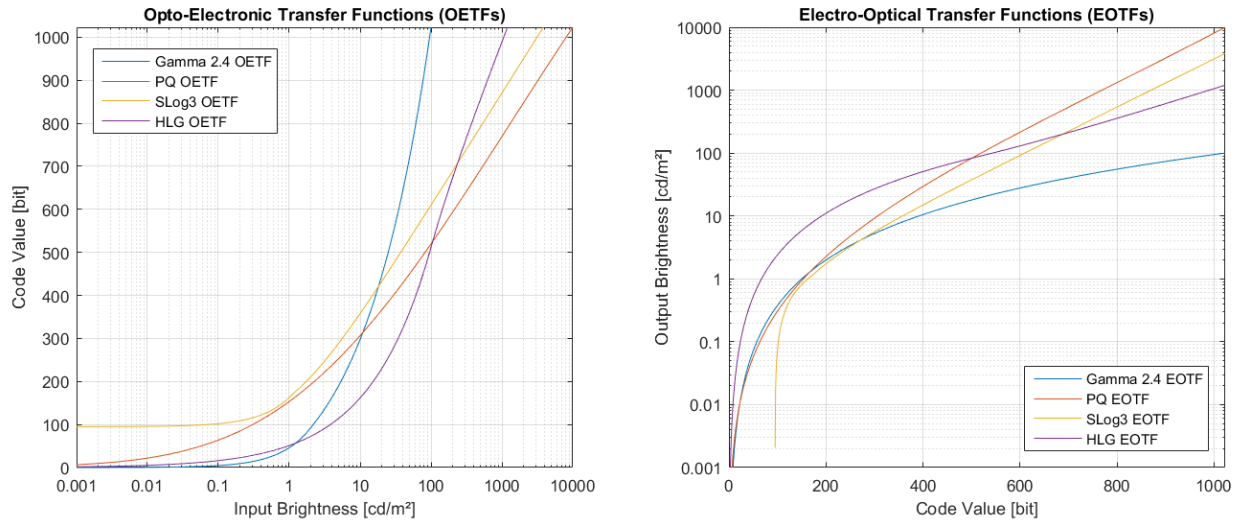 Opto-Electronic Transfer Functions (OETFs)
1000
900
800
700
600
500
400
300
200
100
0
Code Value [bit]
Gamma 2.4 OETF
PQ OETF
SLog3 OETF
HLG OETF
0.001 0.01 0.1 1 10 100 1000 10000
Input Brightness [cd/m²]
Electro-Optical Transfer Functions (EOTFs)
10000
1000
100
10
1
0.1
0.01
0.001
Output Brightness [cd/m²]
Gamma 2.4 EOTF
PQ EOTF
SLog3 EOTF
HLG EOTF
0 200 400 600 800 1000
Code Value [bit]